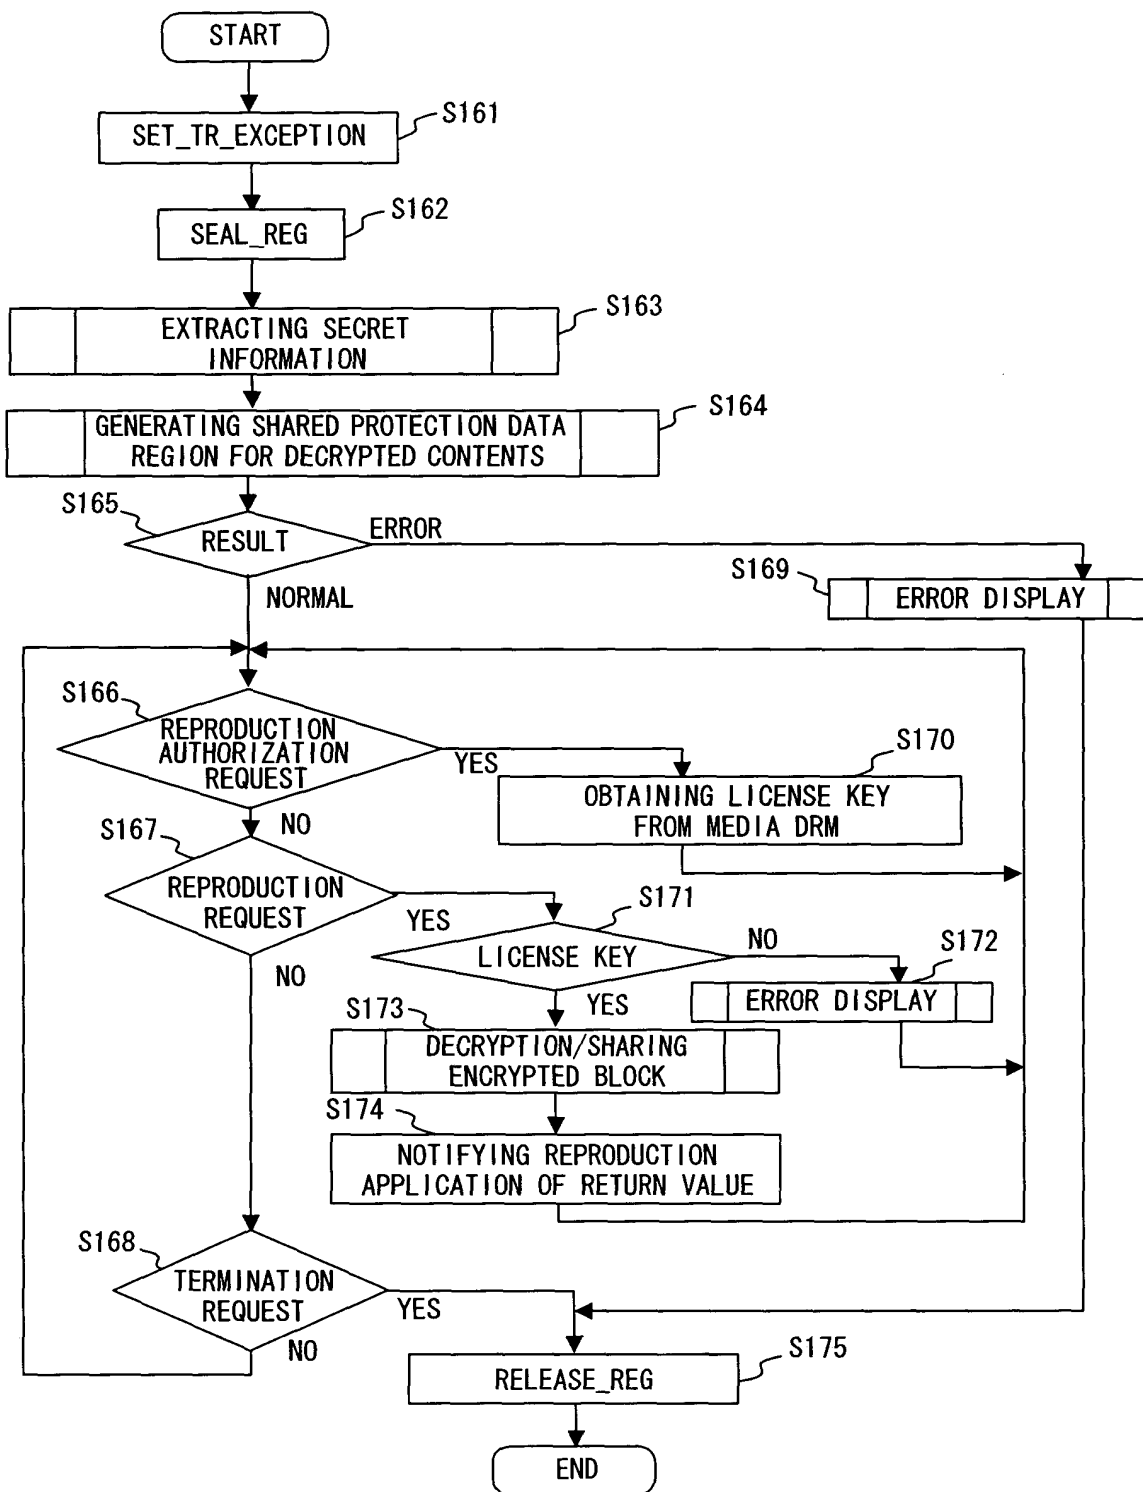 START
S161
SET_TR_EXCEPTION
S162
SEAL_REG
S163
EXTRACTING SECRET
INFORMATION
S164
GENERATING SHARED PROTECTION DATA
REGION FOR DECRYPTED CONTENTS
S165
RESULT
ERROR
S169
ERROR DISPLAY
NORMAL
S166
REPRODUCTION
AUTHORIZATION
REQUEST
YES
S170
OBTAINING LICENSE KEY
FROM MEDIA DRM
NO
S167
REPRODUCTION
REQUEST
YES
S171
LICENSE KEY
NO
S172
ERROR DISPLAY
NO
YES
S173
DECRYPTION/SHARING
ENCRYPTED BLOCK
S174
NOTIFYING REPRODUCTION
APPLICATION OF RETURN VALUE
S168
TERMINATION
REQUEST
YES
NO
S175
RELEASE_REG
END